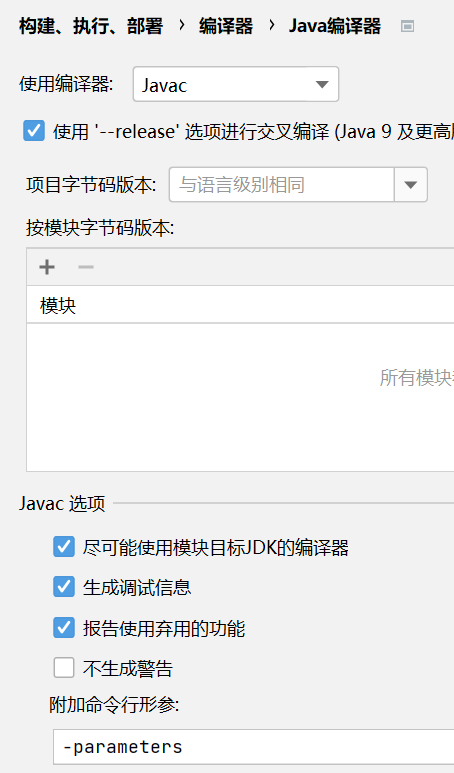 构建、执行、部署 › 编译器 › Java编译器
使用编译器: Javac
使用 '--release' 选项进行交叉编译 (Java 9 及更高
项目字节码版本: 与语言级别相同
按模块字节码版本:
模块
所有模块
Javac 选项
尽可能使用模块目标JDK的编译器
生成调试信息
报告使用弃用的功能
不生成警告
附加命令行形参:
-parameters